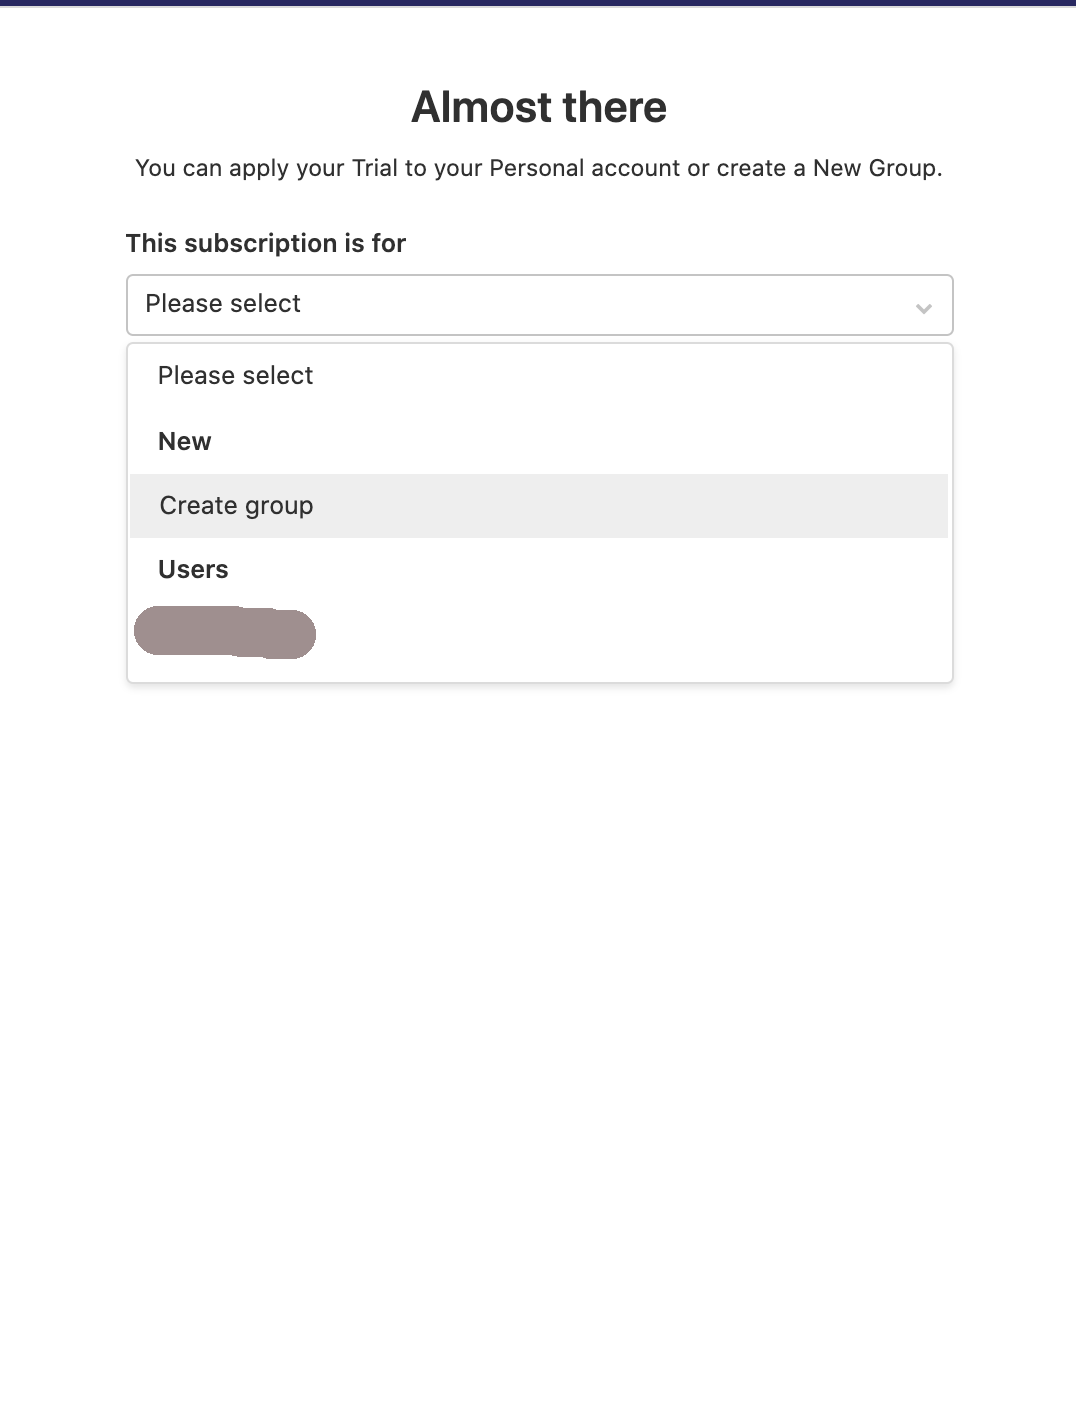 Almost there
You can apply your Trial to your Personal account or create a New Group.
This subscription is for
Please select
Please select
New
Create group
Users